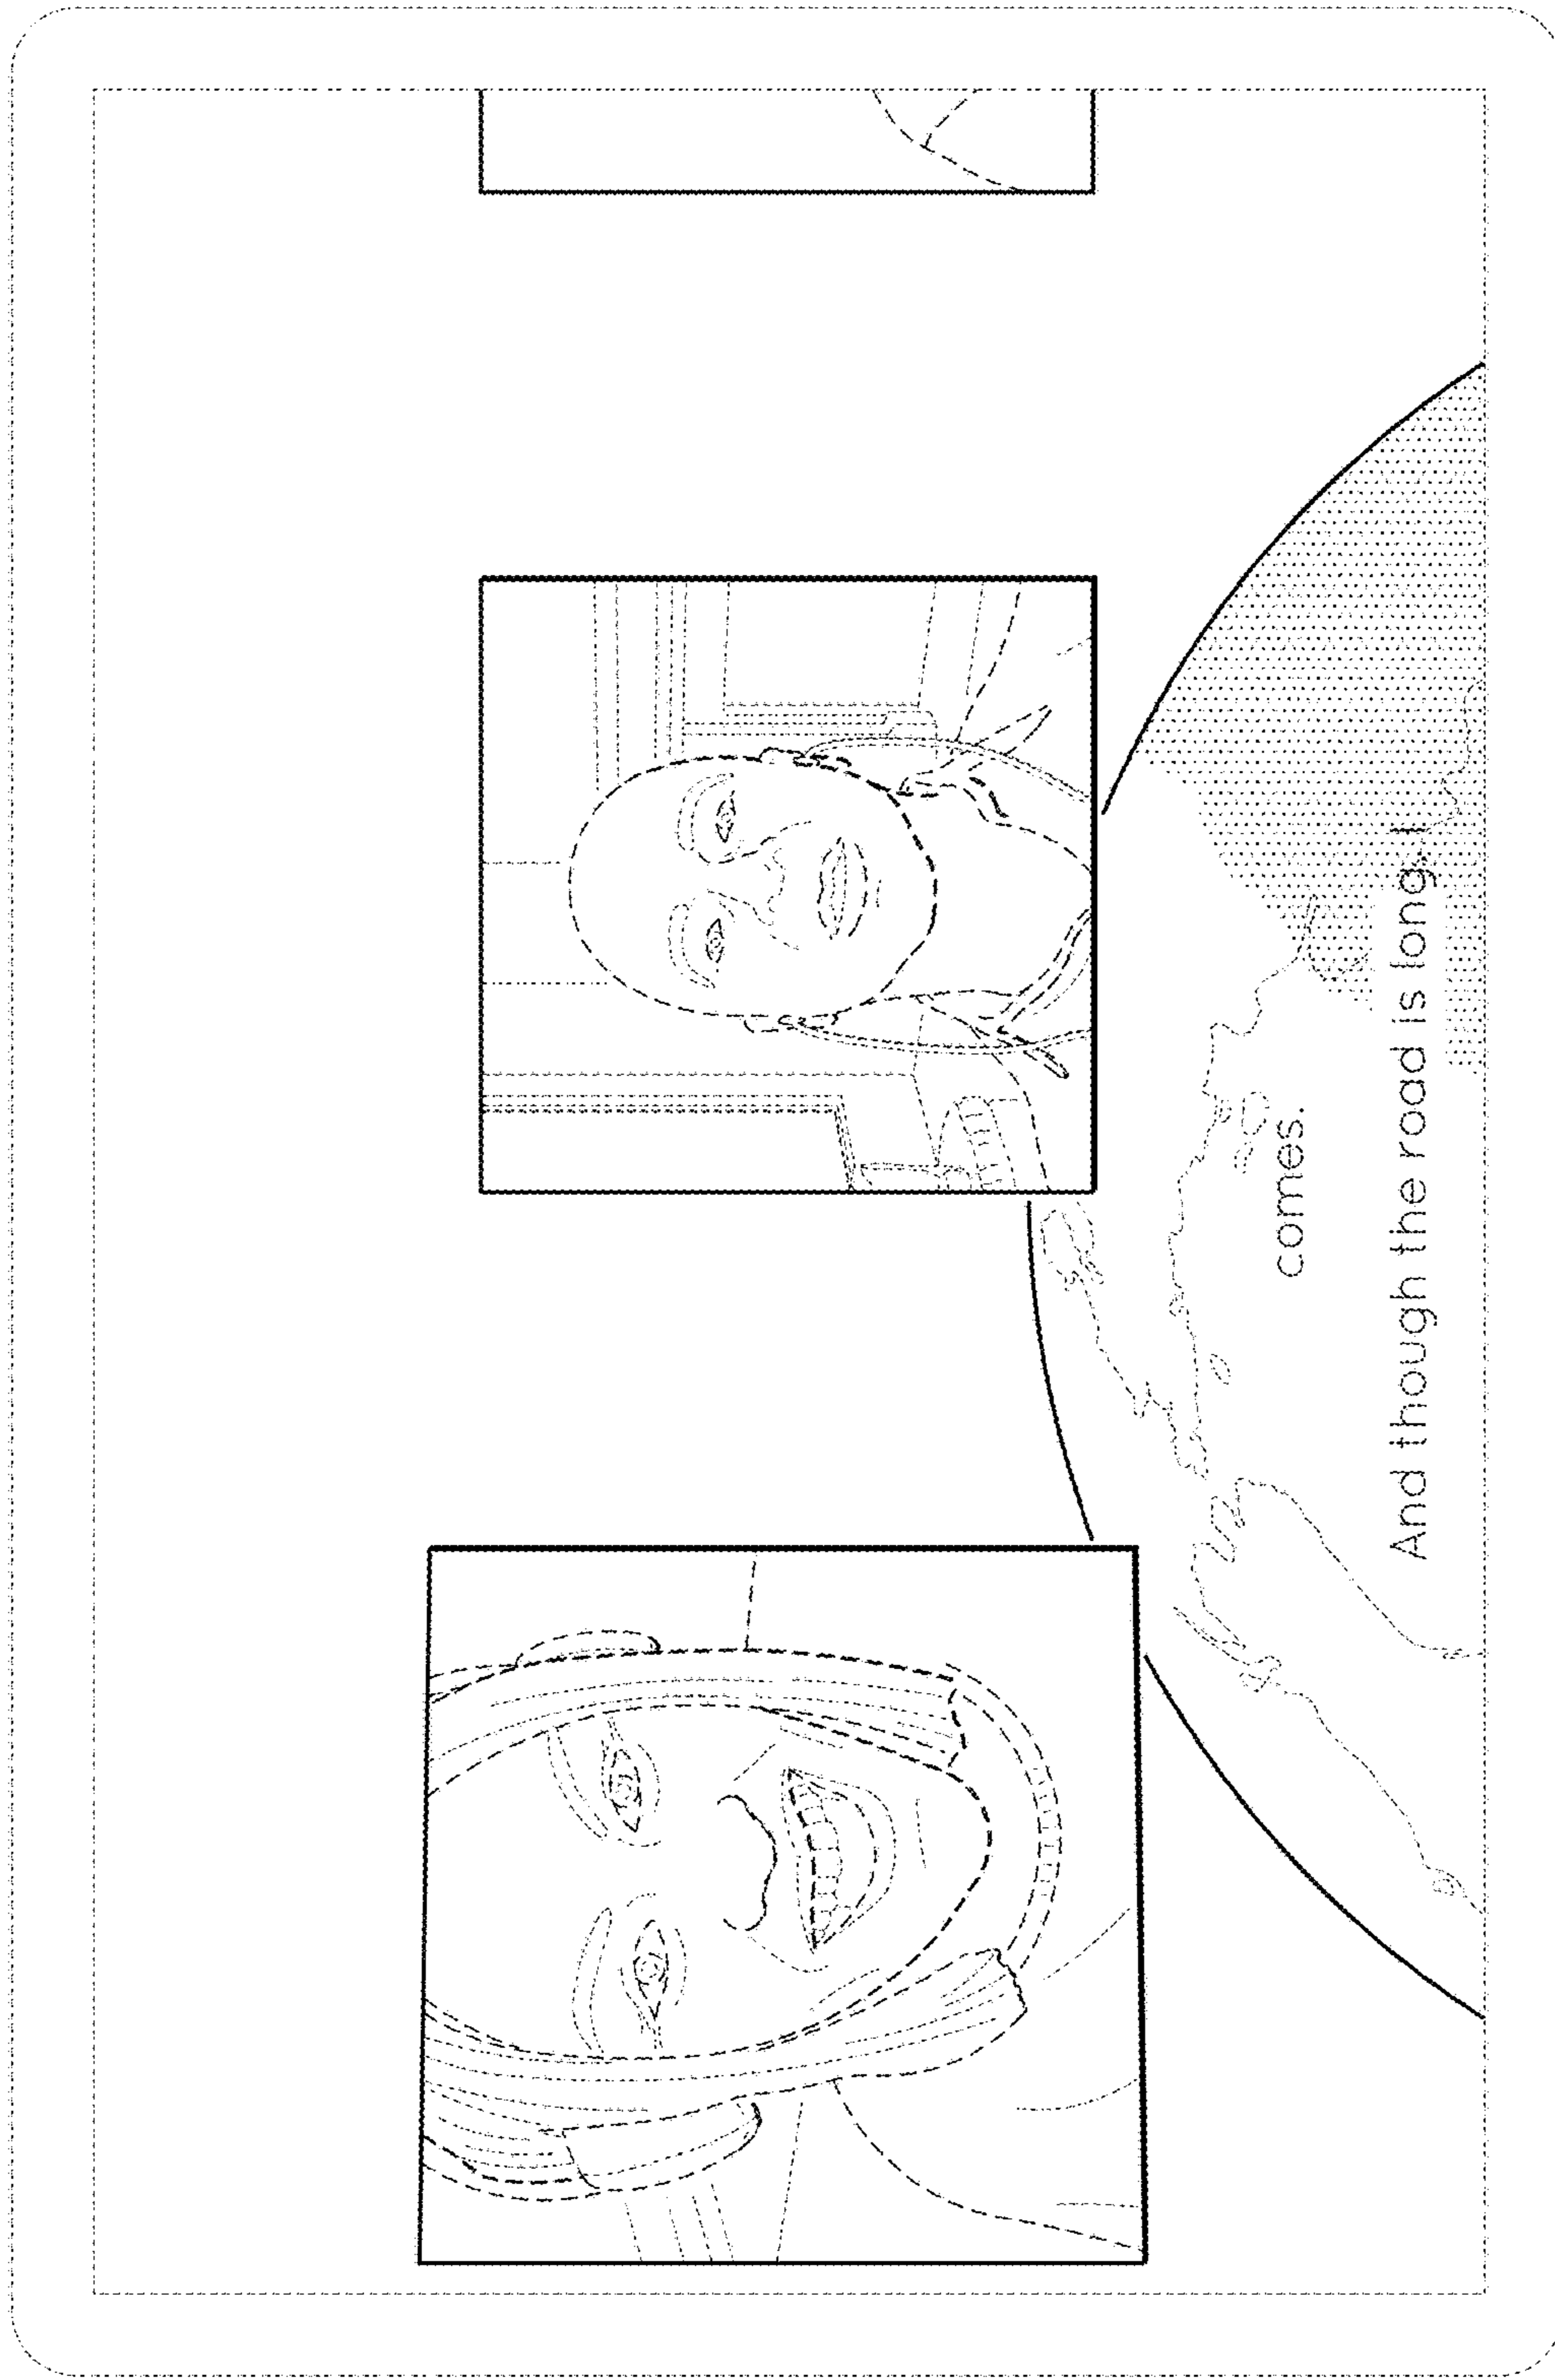 comes.
And though the road is long, I